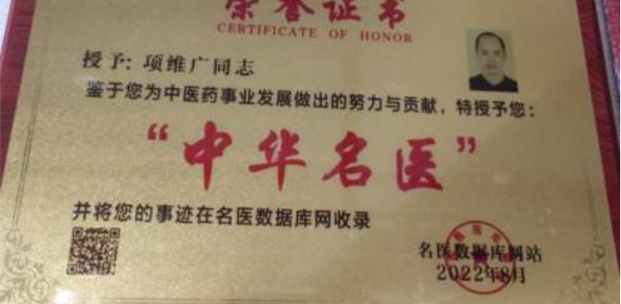 荣誉证书
CERTIFICATE OF HONOR
授予：项维广同志
鉴于您为中医药事业发展做出的努力与贡献，特授予您：
“中华名医”
并将您的事迹在名医数据库网收录
名医数据库网站
2022年8月